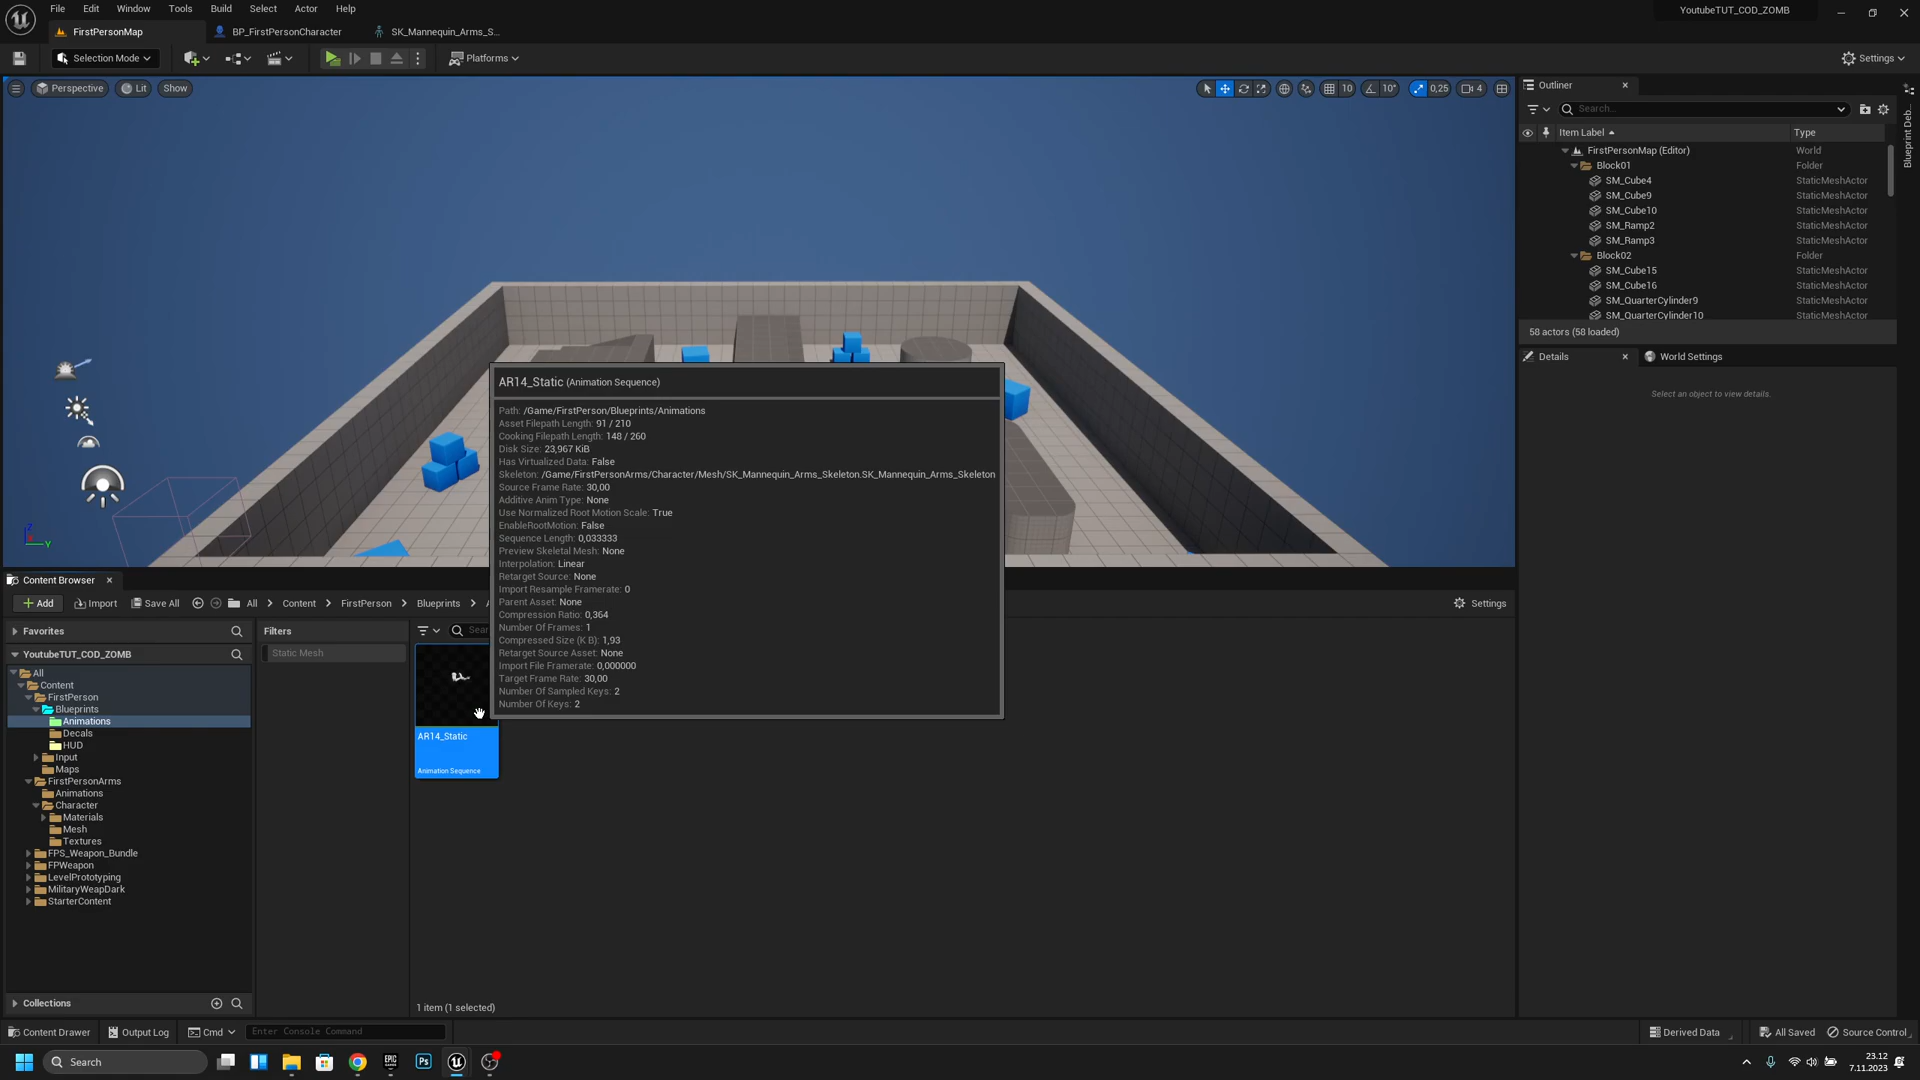 File Edit Window Tools Build Select Actor Help
YoutubeTUT_COD_ZOMB
FirstPersonMap
BP_FirstPersonCharacter
SK_Mannequin_Arms_S...
Selection Mode
Platforms
Settings
Perspective
Lit
Show
10
10°
0,25
4
Outliner
Search...
Item Label
Type
FirstPersonMap (Editor) World
Block01 Folder
SM_Cube4 StaticMeshActor
SM_Cube9 StaticMeshActor
SM_Cube10 StaticMeshActor
SM_Ramp2 StaticMeshActor
SM_Ramp3 StaticMeshActor
Block02 Folder
SM_Cube15 StaticMeshActor
SM_Cube16 StaticMeshActor
SM_QuarterCylinder9 StaticMeshActor
SM_QuarterCylinder10 StaticMeshActor
58 actors (58 loaded)
Blueprint Deb...
Details
World Settings
Select an object to view details.
AR14_Static (Animation Sequence)
Path: /Game/FirstPerson/Blueprints/Animations
Asset Filepath Length: 91 / 210
Cooking Filepath Length: 148 / 260
Disk Size: 23,967 KiB
Has Virtualized Data: False
Skeleton: /Game/FirstPersonArms/Character/Mesh/SK_Mannequin_Arms_Skeleton.SK_Mannequin_Arms_Skeleton
Source Frame Rate: 30,00
Additive Anim Type: None
Use Normalized Root Motion Scale: True
EnableRootMotion: False
Sequence Length: 0,033333
Preview Skeletal Mesh: None
Interpolation: Linear
Retarget Source: None
Import Resample Framerate: 0
Parent Asset: None
Compression Ratio: 0,364
Number Of Frames: 1
Compressed Size (K B): 1,93
Retarget Source Asset: None
Import File Framerate: 0,000000
Target Frame Rate: 30,00
Number Of Sampled Keys: 2
Number Of Keys: 2
Z
Y
Content Browser
Add
Import
Save All
All
Content
FirstPerson
Blueprints
Settings
Favorites
Filters
Static Mesh
YoutubeTUT_COD_ZOMB
All
Content
FirstPerson
Blueprints
Animations
Decals
HUD
Input
Maps
FirstPersonArms
Animations
Character
Materials
Mesh
Textures
FPS_Weapon_Bundle
FPWeapon
LevelPrototyping
MilitaryWeapDark
StarterContent
AR14_Static
Animation Sequence
Collections
1 item (1 selected)
Content Drawer
Output Log
Cmd
Enter Console Command
Derived Data
All Saved
Source Control
Search
EPIC
Ps
23.12
7.11.2023